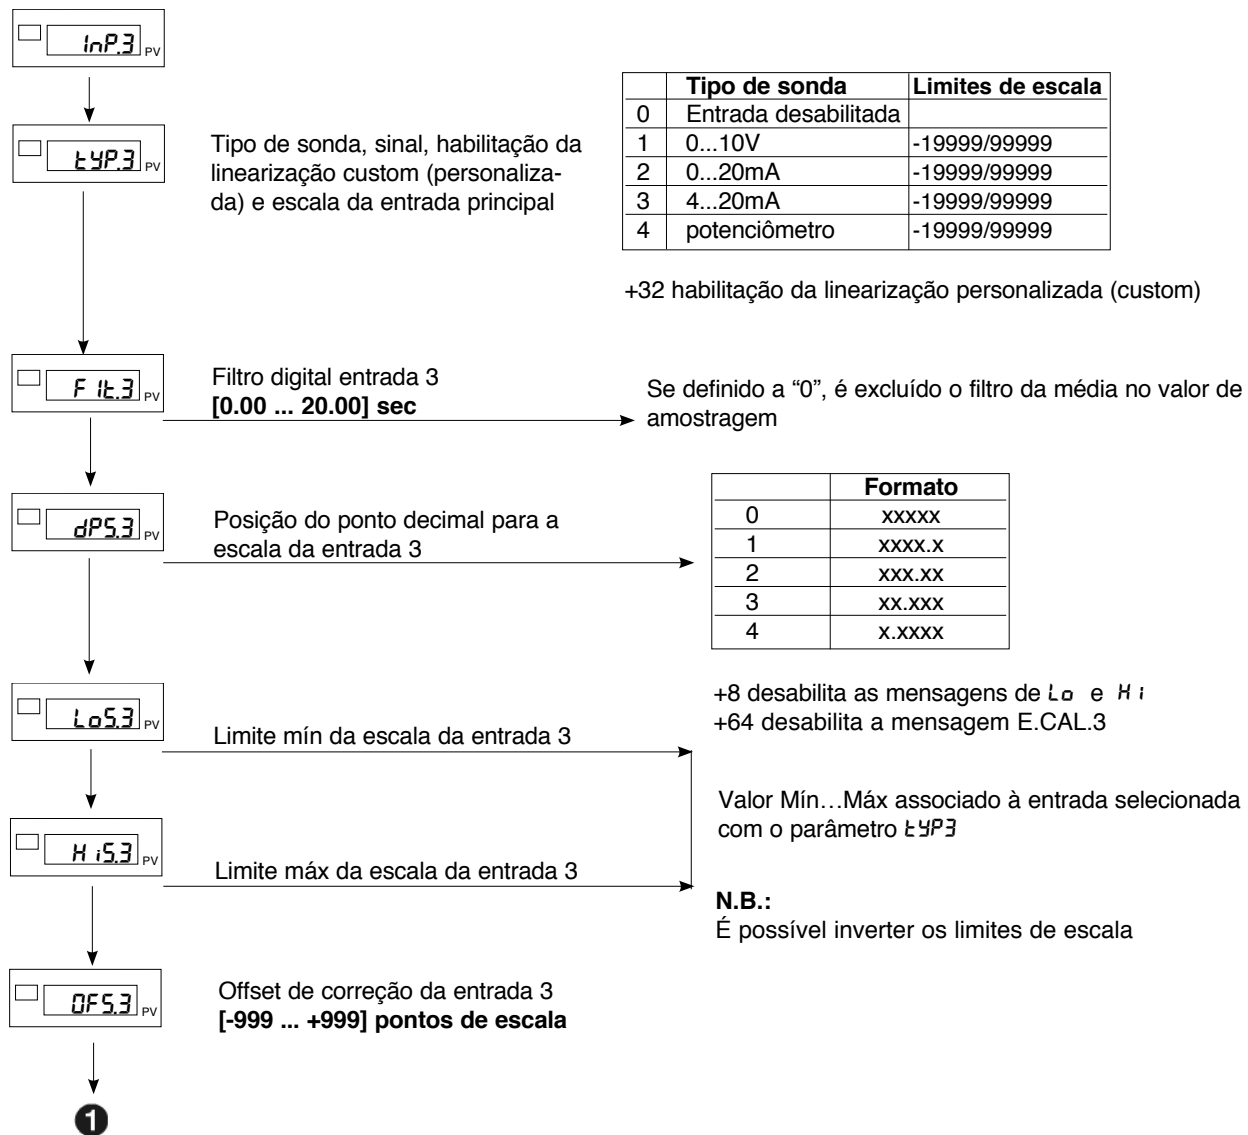 InP.3 PV
tYP.3 PV
Tipo de sonda, sinal, habilitação da
linearização custom (personaliza-
da) e escala da entrada principal
Tipo de sonda Limites de escala
0 Entrada desabilitada
1 0...10V -19999/99999
2 0...20mA -19999/99999
3 4...20mA -19999/99999
4 potenciômetro -19999/99999
+32 habilitação da linearização personalizada (custom)
FIt.3 PV
Filtro digital entrada 3
[0.00 ... 20.00] sec
Se definido a “0”, é excluído o filtro da média no valor de
amostragem
dPS.3 PV
Posição do ponto decimal para a
escala da entrada 3
Formato
0 xxxxx
1 xxxx.x
2 xxx.xx
3 xx.xxx
4 x.xxxx
+8 desabilita as mensagens de Lo e Hi
+64 desabilita a mensagem E.CAL.3
LoS.3 PV
Limite mín da escala da entrada 3
Valor Mín…Máx associado à entrada selecionada
com o parâmetro tYP3
HiS.3 PV
Limite máx da escala da entrada 3
N.B.:
É possível inverter os limites de escala
OFS.3 PV
Offset de correção da entrada 3
[-999 ... +999] pontos de escala
1